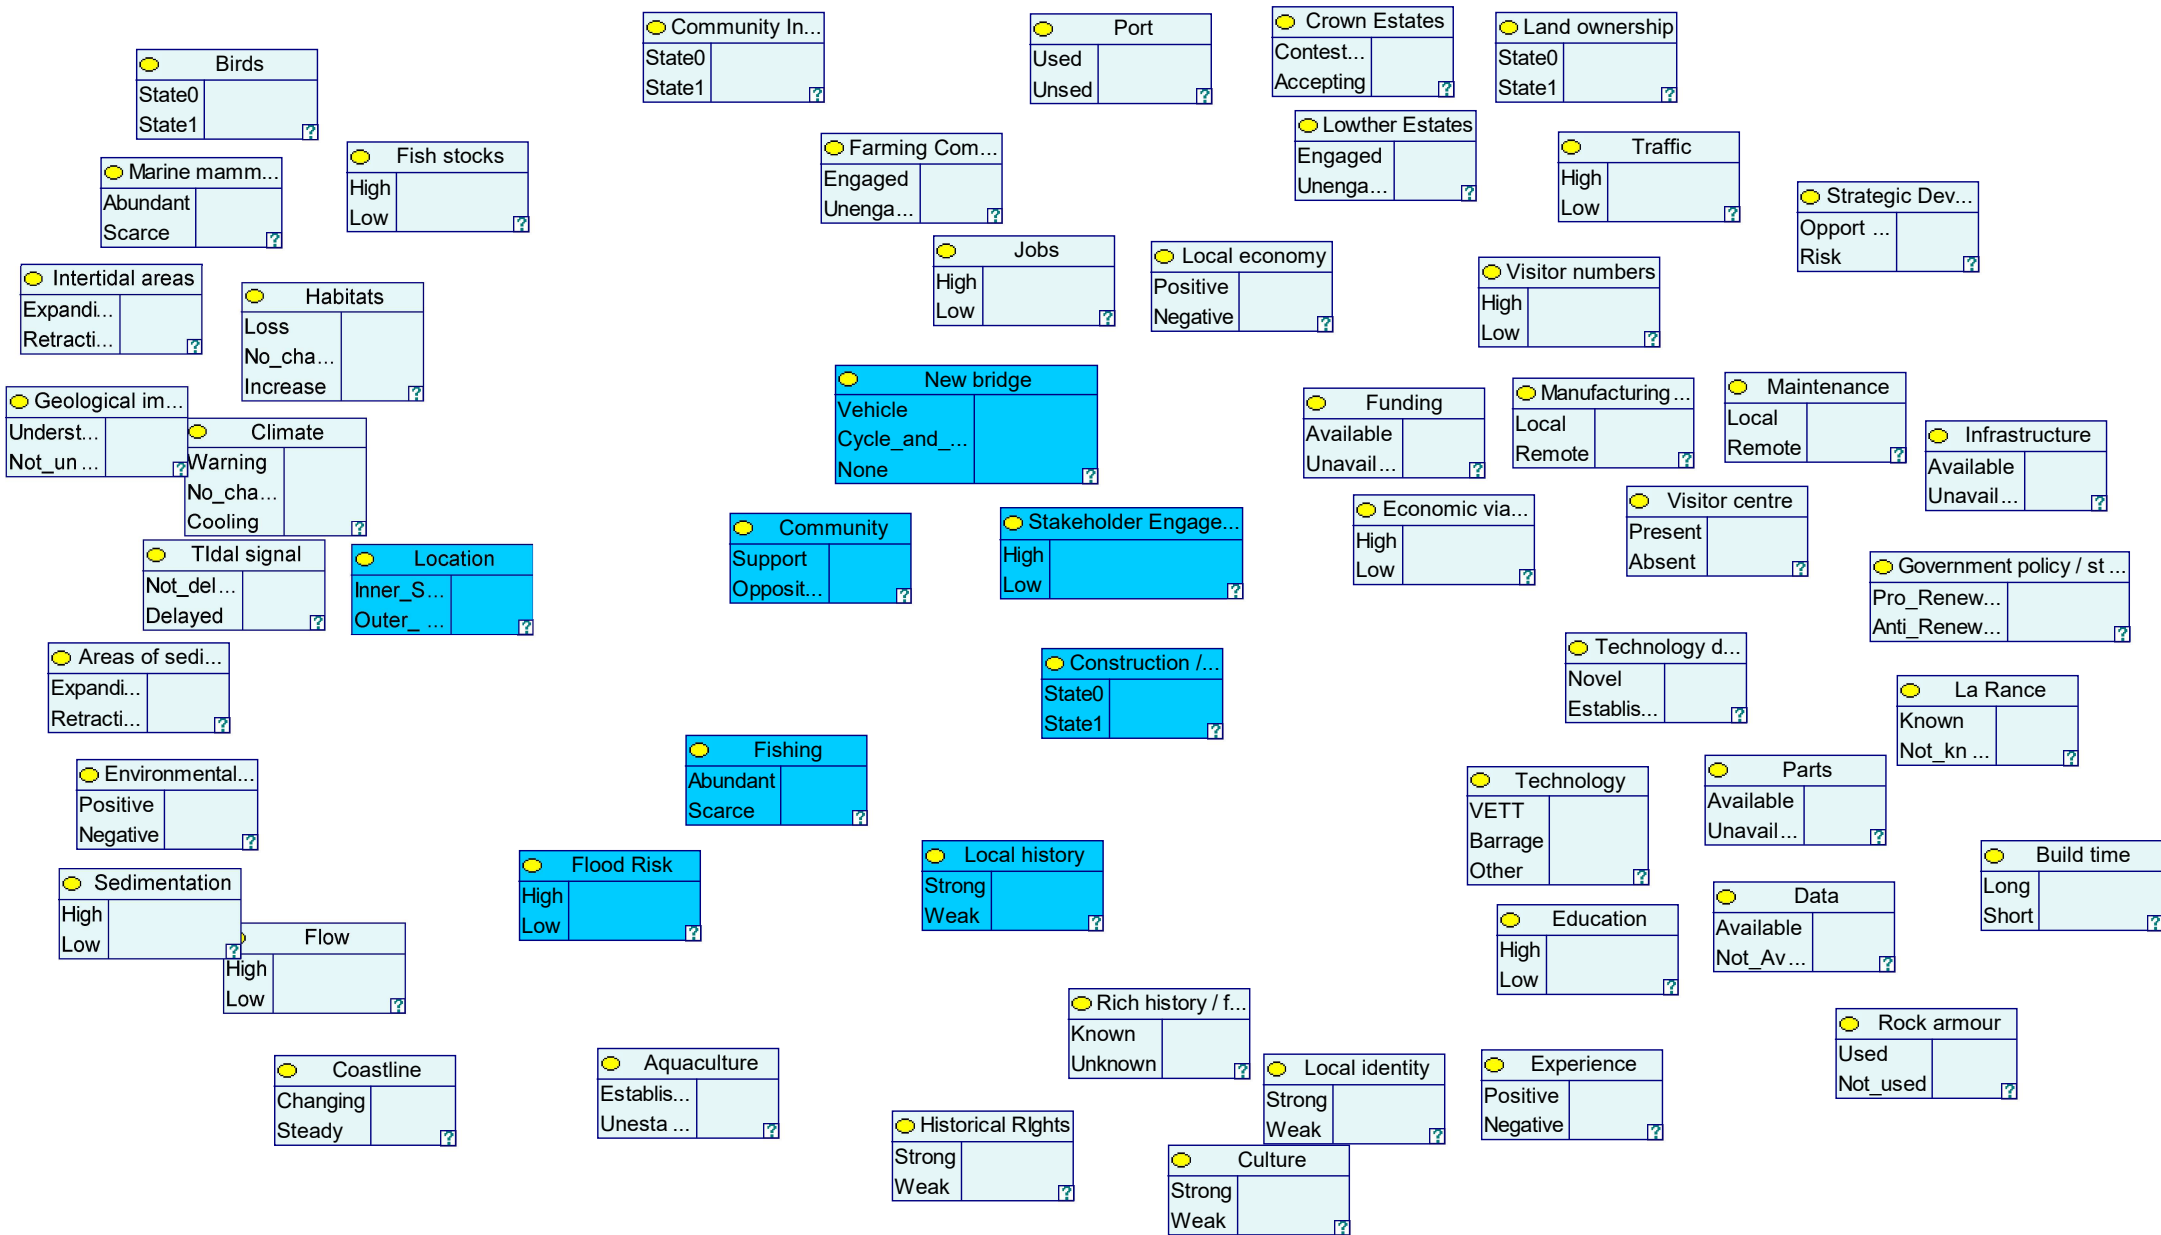 Community In...
State0
State1
Port
Used
Unsed
Crown Estates
Contest...
Accepting
Land ownership
State0
State1
Birds
State0
State1
Fish stocks
High
Low
Farming Com...
Engaged
Unenga...
Lowther Estates
Engaged
Unenga...
Traffic
High
Low
Marine mamm...
Abundant
Scarce
Strategic Dev...
Opport ...
Risk
Jobs
High
Low
Local economy
Positive
Negative
Visitor numbers
High
Low
Intertidal areas
Expandi...
Retracti...
Habitats
Loss
No_cha...
Increase
New bridge
Vehicle
Cycle_and_...
None
Funding
Available
Unavail...
Manufacturing...
Local
Remote
Maintenance
Local
Remote
Infrastructure
Available
Unavail...
Geological im...
Underst...
Not_un ...
Climate
Warning
No_cha...
Cooling
Community
Support
Opposit...
Stakeholder Engage...
High
Low
Economic via...
High
Low
Visitor centre
Present
Absent
Government policy / st ...
Pro_Renew...
Anti_Renew...
TIdal signal
Not_del...
Delayed
Location
Inner_S...
Outer_ ...
Construction /...
State0
State1
Technology d...
Novel
Establis...
La Rance
Known
Not_kn ...
Areas of sedi...
Expandi...
Retracti...
Fishing
Abundant
Scarce
Technology
VETT
Barrage
Other
Parts
Available
Unavail...
Environmental...
Positive
Negative
Flood Risk
High
Low
Local history
Strong
Weak
Build time
Long
Short
Sedimentation
High
Low
Flow
High
Low
Education
High
Low
Data
Available
Not_Av...
Rich history / f...
Known
Unknown
Rock armour
Used
Not_used
Coastline
Changing
Steady
Aquaculture
Establis...
Unesta ...
Local identity
Strong
Weak
Experience
Positive
Negative
Historical RIghts
Strong
Weak
Culture
Strong
Weak